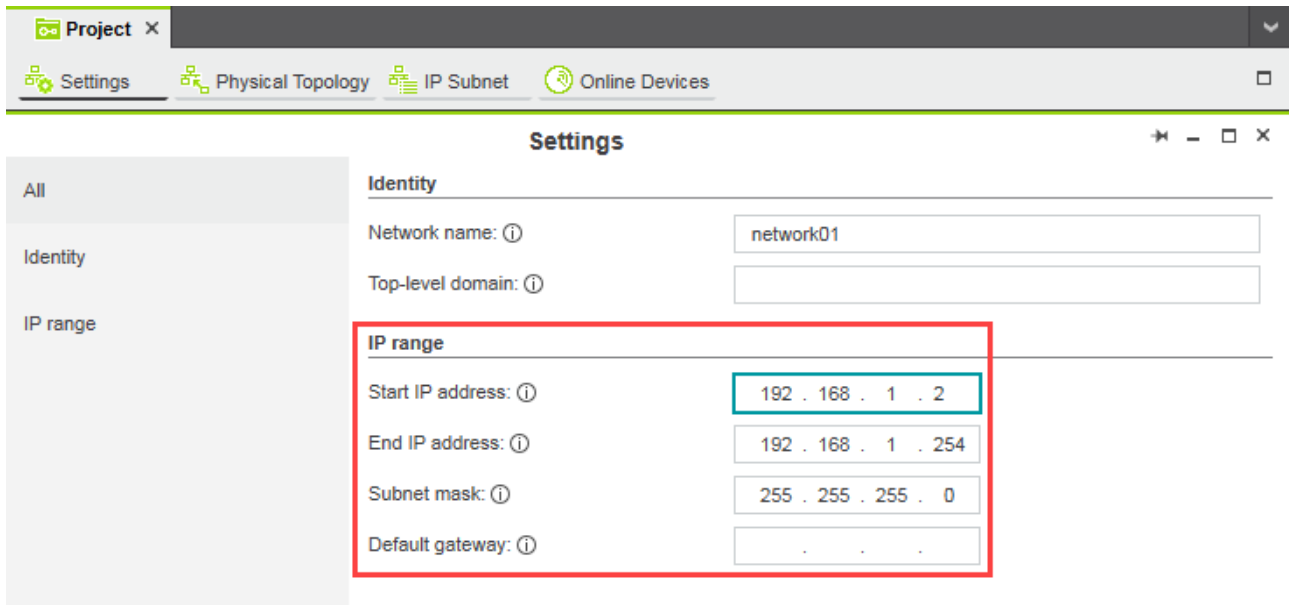 Project
Settings Physical Topology IP Subnet Online Devices
Settings
All
Identity
IP range
Identity
Network name:
network01
Top-level domain:
IP range
Start IP address:
192 . 168 . 1 . 2
End IP address:
192 . 168 . 1 . 254
Subnet mask:
255 . 255 . 255 . 0
Default gateway:
. . .